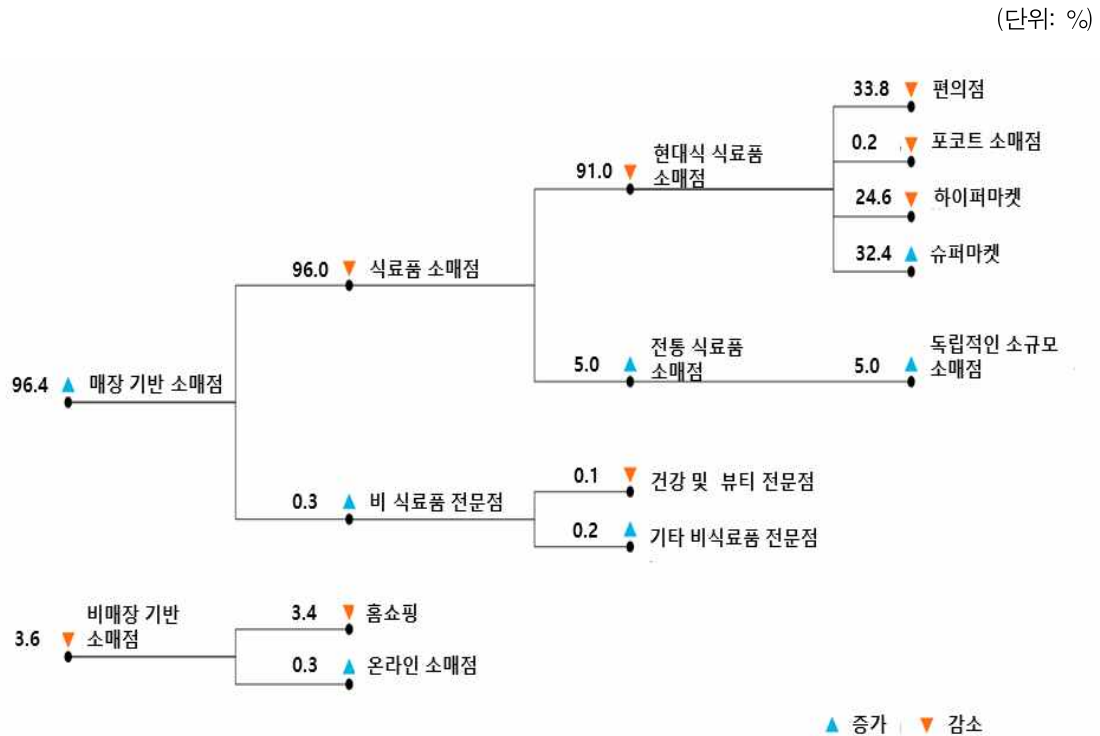 (단위: %)
33.8 ▼ 편의점
0.2 ▼ 포코트 소매점
현대식 식료품
91.0 ▼ 소매점
24.6 ▼ 하이퍼마켓
32.4 ▲ 슈퍼마켓
96.0 ▼ 식료품 소매점
전통 식료품
5.0 ▲ 소매점
독립적인 소규모
5.0 ▲ 소매점
96.4 ▲ 매장 기반 소매점
0.1 ▼ 건강 및 뷰티 전문점
0.3 ▲ 비 식료품 전문점
0.2 ▲ 기타 비식료품 전문점
비매장 기반
3.6 ▼ 소매점
3.4 ▼ 홈쇼핑
0.3 ▲ 온라인 소매점
▲ 증가 ▼ 감소